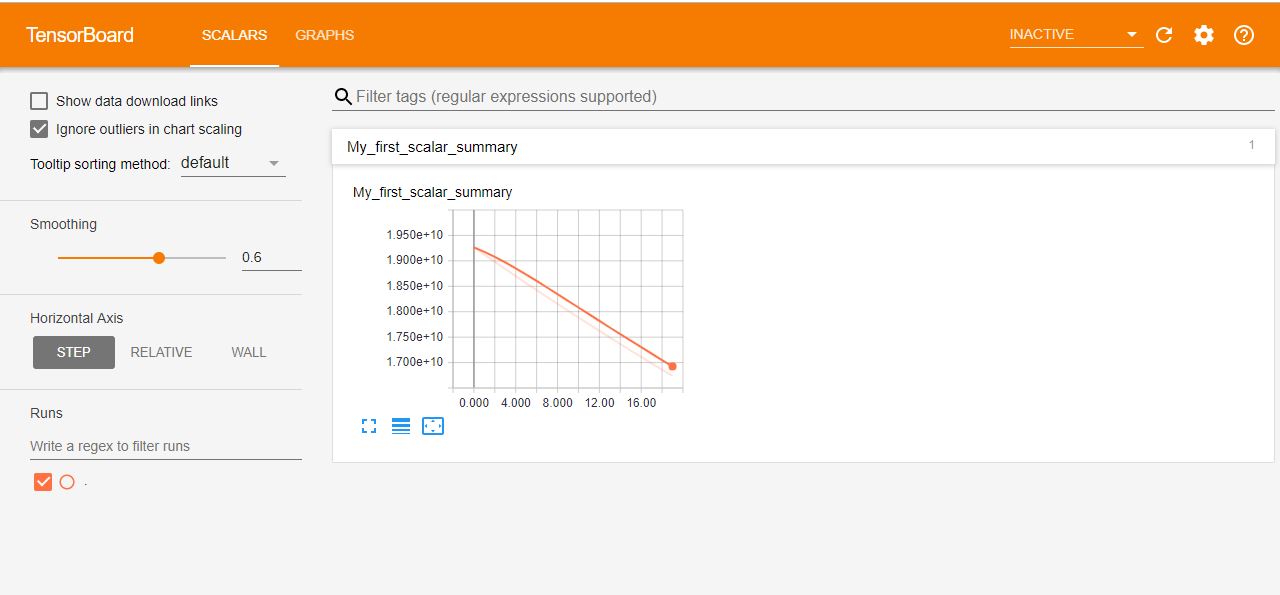 TensorBoard SCALARS GRAPHS INACTIVE
Show data download links
Ignore outliers in chart scaling
Tooltip sorting method: default
Smoothing
0.6
Horizontal Axis
STEP RELATIVE WALL
Runs
Write a regex to filter runs
.
Filter tags (regular expressions supported)
My_first_scalar_summary 1
My_first_scalar_summary
1.950e+10
1.900e+10
1.850e+10
1.800e+10
1.750e+10
1.700e+10
0.000 4.000 8.000 12.00 16.00